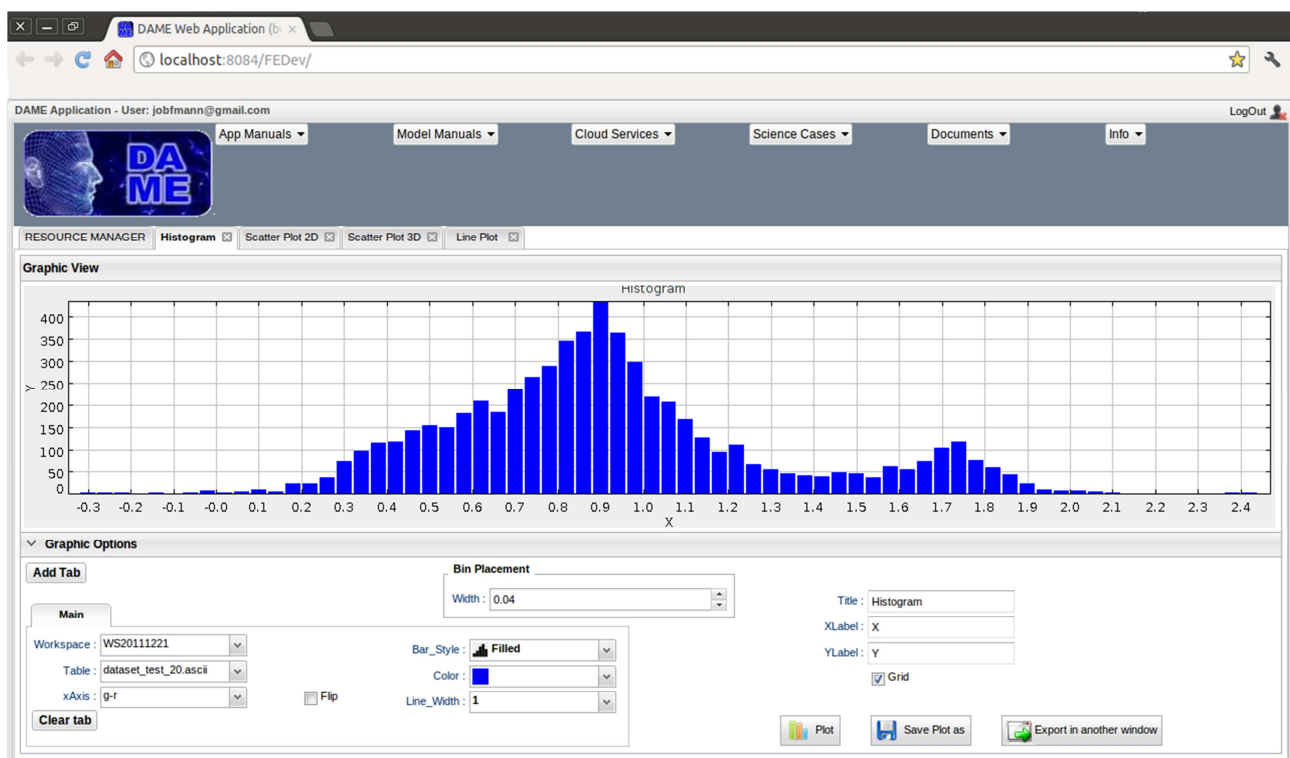 DAME Web Application (b
localhost:8084/FEDev/
DAME Application - User: jobfmann@gmail.com
LogOut
DA
ME
App Manuals
Model Manuals
Cloud Services
Science Cases
Documents
Info
RESOURCE MANAGER
Histogram
Scatter Plot 2D
Scatter Plot 3D
Line Plot
Graphic View
Histogram
400
350
300
250
200
150
100
50
0
Y
-0.3 -0.2 -0.1 -0.0 0.1 0.2 0.3 0.4 0.5 0.6 0.7 0.8 0.9 1.0 1.1 1.2 1.3 1.4 1.5 1.6 1.7 1.8 1.9 2.0 2.1 2.2 2.3 2.4
X
Graphic Options
Add Tab
Bin Placement
Width : 0.04
Main
Workspace : WS20111221
Table : dataset_test_20.ascii
xAxis : g-r
Flip
Clear tab
Bar_Style : Filled
Color :
Line_Width : 1
Title : Histogram
XLabel : X
YLabel : Y
Grid
Plot
Save Plot as
Export in another window